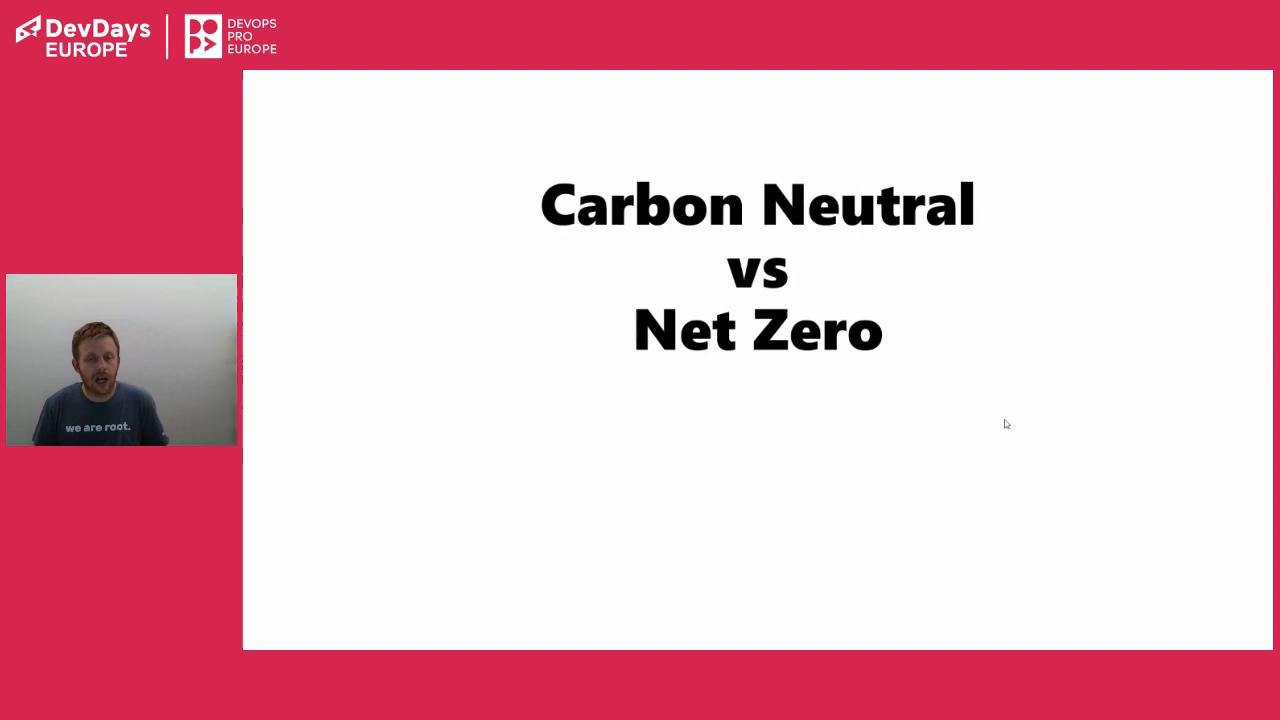 DevDays
EUROPE
DEVOPS
PRO
EUROPE
Carbon Neutral
vs
Net Zero
we are root.